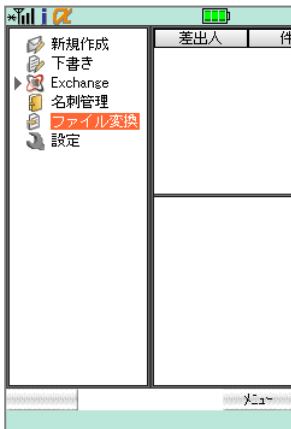 i α
新規作成
下書き
Exchange
名刺管理
ファイル変換
設定
差出人
件
ﾒﾆｭｰ